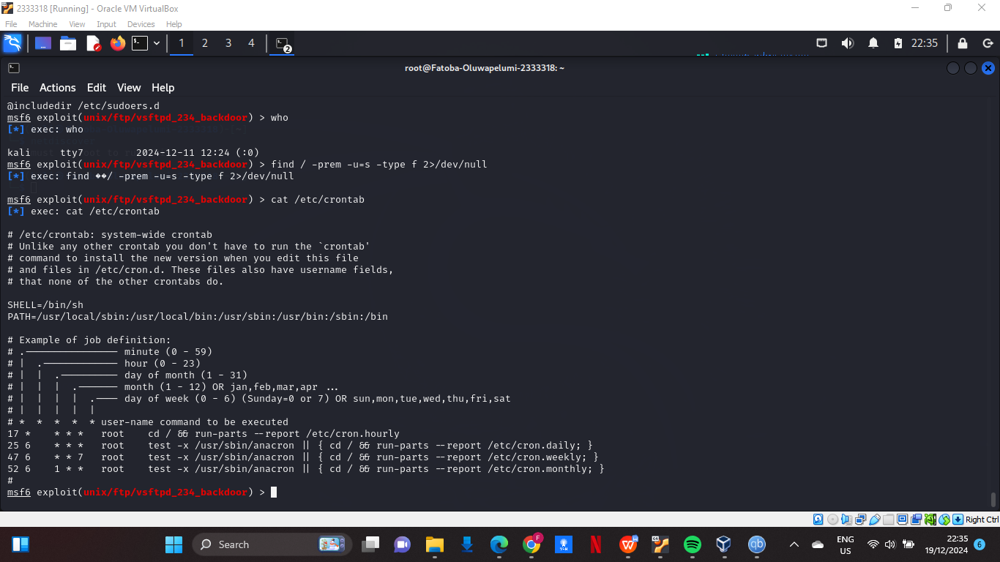 2333318 [Running] - Oracle VM VirtualBox
File Machine View Input Devices Help
1 2 3 4 2 22:35
root@Fatoba-Oluwapelumi-2333318: ~
File Actions Edit View Help
@includedir /etc/sudoers.d
msf6 exploit(unix/ftp/vsftpd_234_backdoor) > who
[*] exec: who
kali tty7 2024-12-11 12:24 (:0)
msf6 exploit(unix/ftp/vsftpd_234_backdoor) > find / -prem -u=s -type f 2>/dev/null
[*] exec: find ��/ -prem -u=s -type f 2>/dev/null
msf6 exploit(unix/ftp/vsftpd_234_backdoor) > cat /etc/crontab
[*] exec: cat /etc/crontab
# /etc/crontab: system-wide crontab
# Unlike any other crontab you don't have to run the `crontab'
# command to install the new version when you edit this file
# and files in /etc/cron.d. These files also have username fields,
# that none of the other crontabs do.
SHELL=/bin/sh
PATH=/usr/local/sbin:/usr/local/bin:/usr/sbin:/usr/bin:/sbin:/bin
# Example of job definition:
# .---------------- minute (0 - 59)
# | .------------- hour (0 - 23)
# | | .---------- day of month (1 - 31)
# | | | .------- month (1 - 12) OR jan,feb,mar,apr ...
# | | | | .---- day of week (0 - 6) (Sunday=0 or 7) OR sun,mon,tue,wed,thu,fri,sat
# | | | | |
# * * * * * user-name command to be executed
17 * * * * root cd / && run-parts --report /etc/cron.hourly
25 6 * * * root test -x /usr/sbin/anacron || { cd / && run-parts --report /etc/cron.daily; }
47 6 * * 7 root test -x /usr/sbin/anacron || { cd / && run-parts --report /etc/cron.weekly; }
52 6 1 * * root test -x /usr/sbin/anacron || { cd / && run-parts --report /etc/cron.monthly; }
#
msf6 exploit(unix/ftp/vsftpd_234_backdoor) >
Right Ctrl
Search
ENG
US
22:35
19/12/2024
6